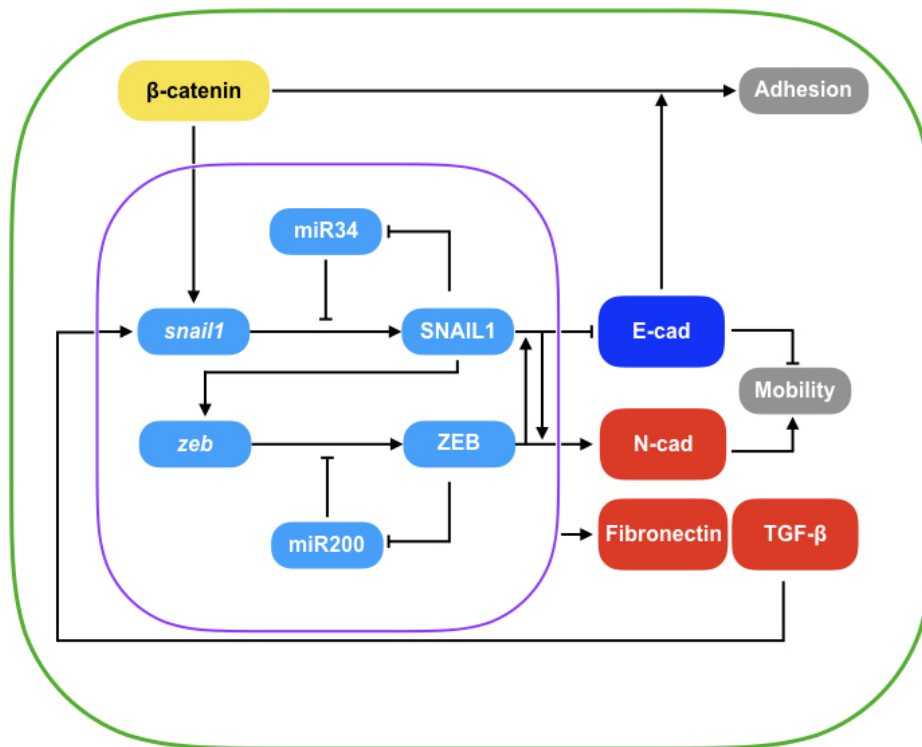 β-catenin
Adhesion
miR34
snail1
SNAIL1
E-cad
Mobility
zeb
ZEB
N-cad
miR200
Fibronectin
TGF-β